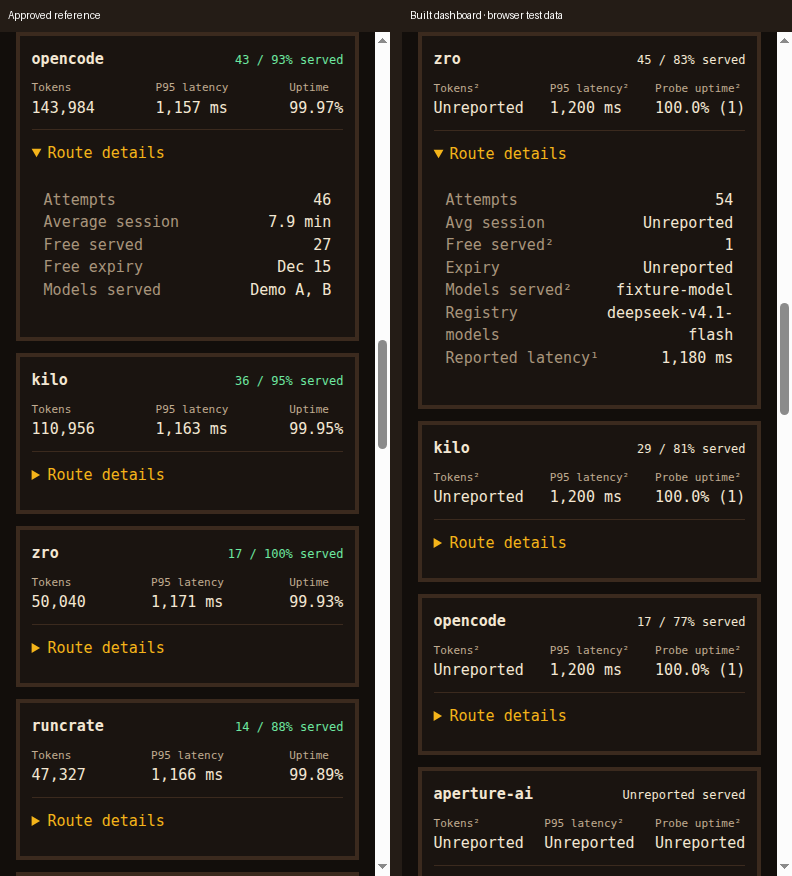 Approved reference
opencode
43 / 93% served
Tokens P95 latency Uptime
143,984 1,157 ms 99.97%
▼ Route details
Attempts 46
Average session 7.9 min
Free served 27
Free expiry Dec 15
Models served Demo A, B
kilo
36 / 95% served
Tokens P95 latency Uptime
110,956 1,163 ms 99.95%
▶ Route details
zro
17 / 100% served
Tokens P95 latency Uptime
50,040 1,171 ms 99.93%
▶ Route details
runcrate
14 / 88% served
Tokens P95 latency Uptime
47,327 1,166 ms 99.89%
▶ Route details
Built dashboard · browser test data
zro
45 / 83% served
Tokens² P95 latency² Probe uptime²
Unreported 1,200 ms 100.0% (1)
▼ Route details
Attempts 54
Avg session Unreported
Free served² 1
Expiry Unreported
Models served² fixture-model
Registry deepseek-v4.1-
models flash
Reported latency¹ 1,180 ms
kilo
29 / 81% served
Tokens² P95 latency² Probe uptime²
Unreported 1,200 ms 100.0% (1)
▶ Route details
opencode
17 / 77% served
Tokens² P95 latency² Probe uptime²
Unreported 1,200 ms 100.0% (1)
▶ Route details
aperture-ai
Unreported served
Tokens² P95 latency² Probe uptime²
Unreported Unreported Unreported